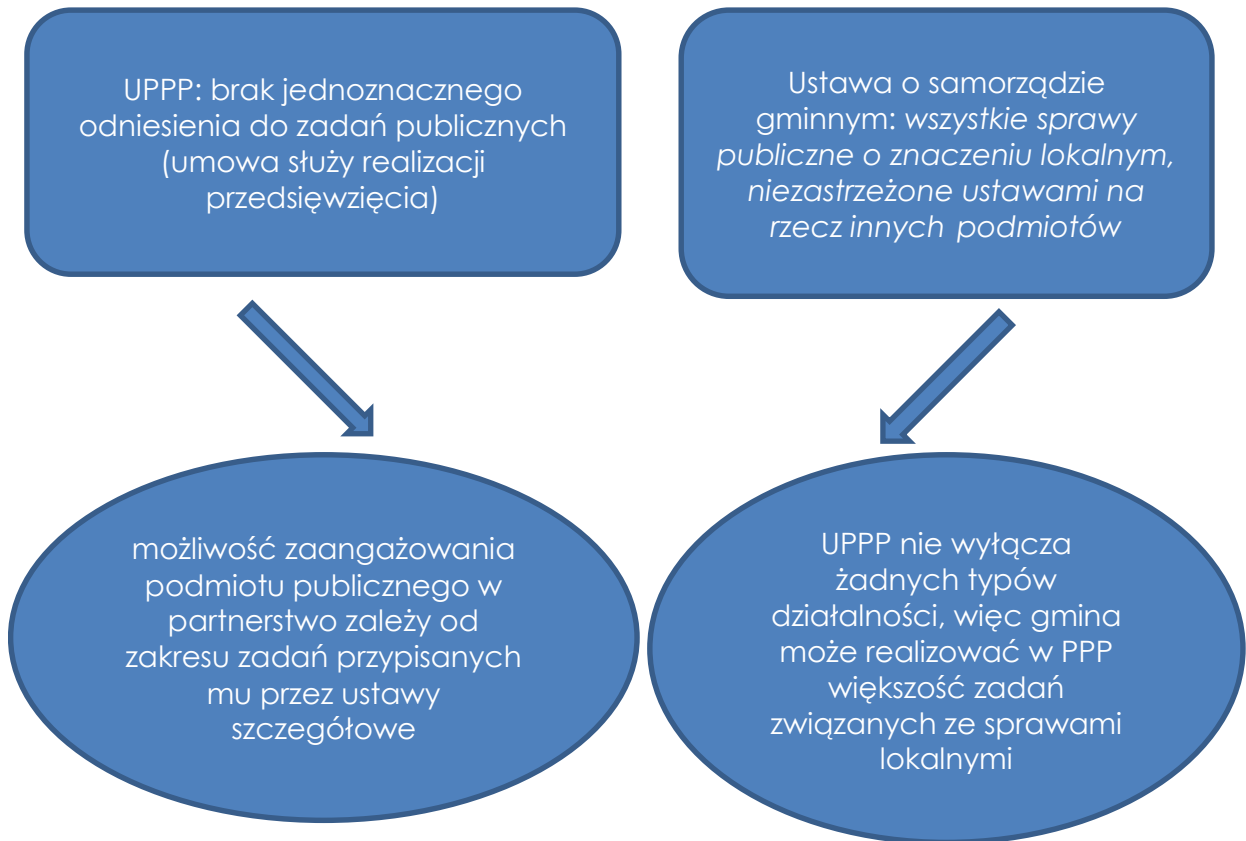 UPPP: brak jednoznacznego
odniesienia do zadań publicznych
(umowa służy realizacji
przedsięwzięcia)
Ustawa o samorządzie
gminnym: wszystkie sprawy
publiczne o znaczeniu lokalnym,
niezastrzeżone ustawami na
rzecz innych podmiotów
możliwość zaangażowania
podmiotu publicznego w
partnerstwo zależy od
zakresu zadań przypisanych
mu przez ustawy
szczegółowe
UPPP nie wyłącza
żadnych typów
działalności, więc gmina
może realizować w PPP
większość zadań
związanych ze sprawami
lokalnymi